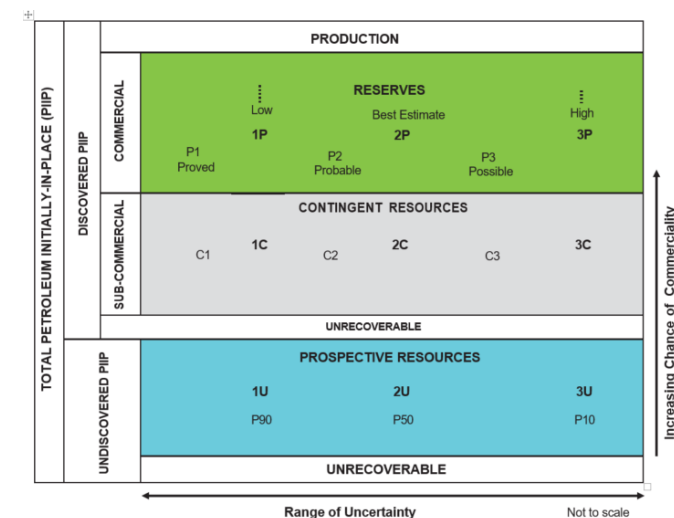 TOTAL PETROLEUM INITIALLY-IN-PLACE (PIIP)
DISCOVERED PIIP
UNDISCOVERED PIIP
COMMERCIAL
SUB-COMMERCIAL
PRODUCTION
RESERVES
Low
Best Estimate
High
1P
2P
3P
P1
Proved
P2
Probable
P3
Possible
CONTINGENT RESOURCES
1C
2C
3C
C1
C2
C3
UNRECOVERABLE
PROSPECTIVE RESOURCES
1U
2U
3U
P90
P50
P10
UNRECOVERABLE
Increasing Chance of Commerciality
Range of Uncertainty
Not to scale